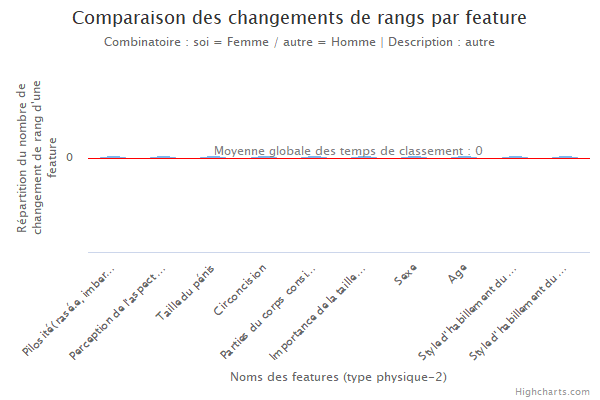 Comparaison des changements de rangs par feature
Combinatoire : soi = Femme / autre = Homme | Description : autre
Répartition du nombre de
changement de rang d'une
feature
0
Moyenne globale des temps de classement : 0
Pilosité(rasée, imber...
Perception de l'aspect...
Taille du pénis
Circoncision
Parties du corps consi...
Importance de la taille...
Sexe
Age
Style d'habillement du ...
Style d'habillement du ...
Noms des features (type physique-2)
Highcharts.com